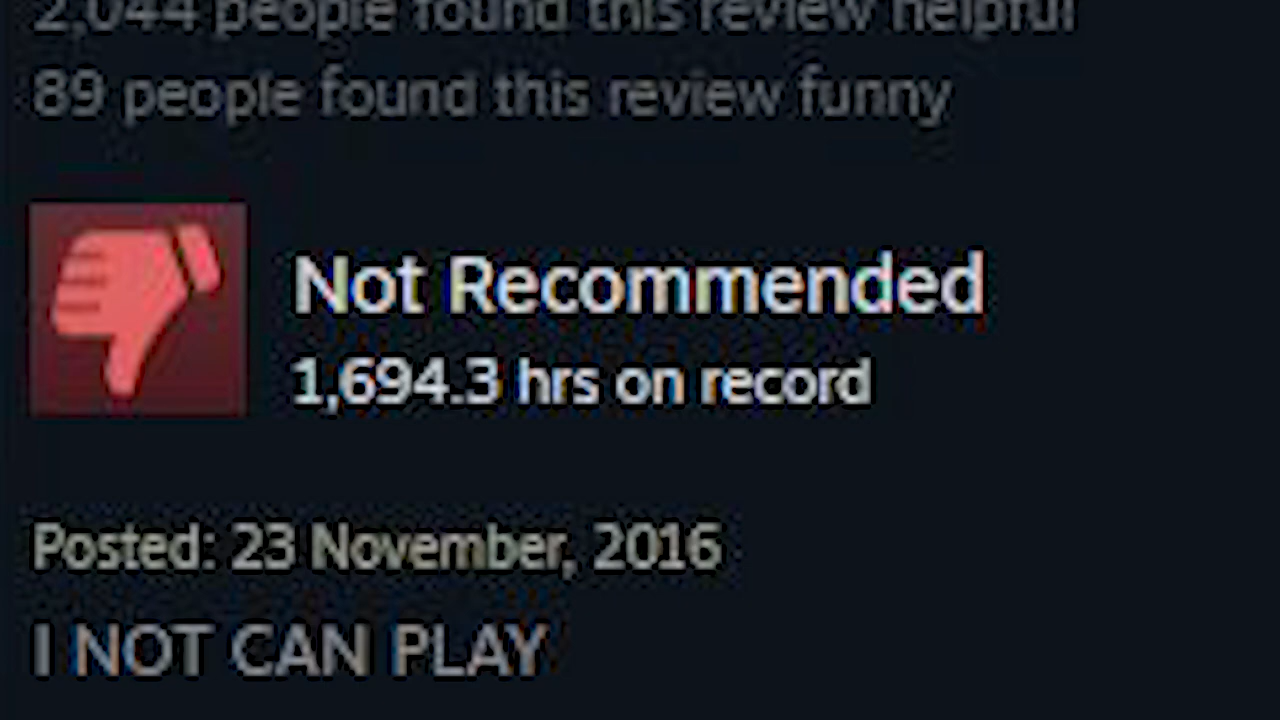 2,044 people found this review helpful
89 people found this review funny
Not Recommended
1,694.3 hrs on record
Posted: 23 November, 2016
I NOT CAN PLAY